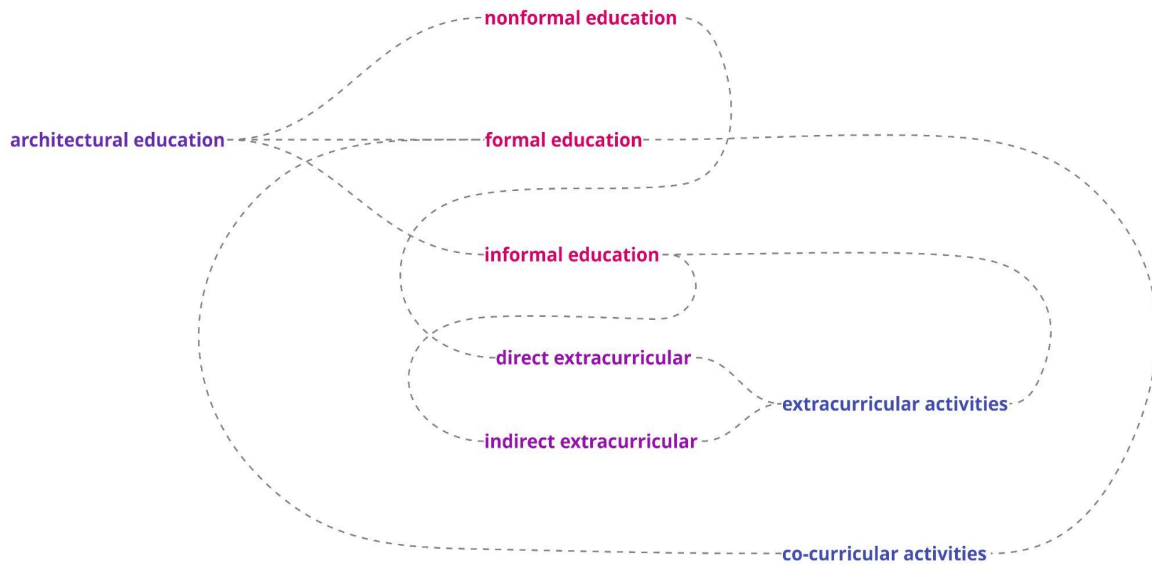 nonformal education
architectural education
formal education
informal education
direct extracurricular
extracurricular activities
indirect extracurricular
co-curricular activities